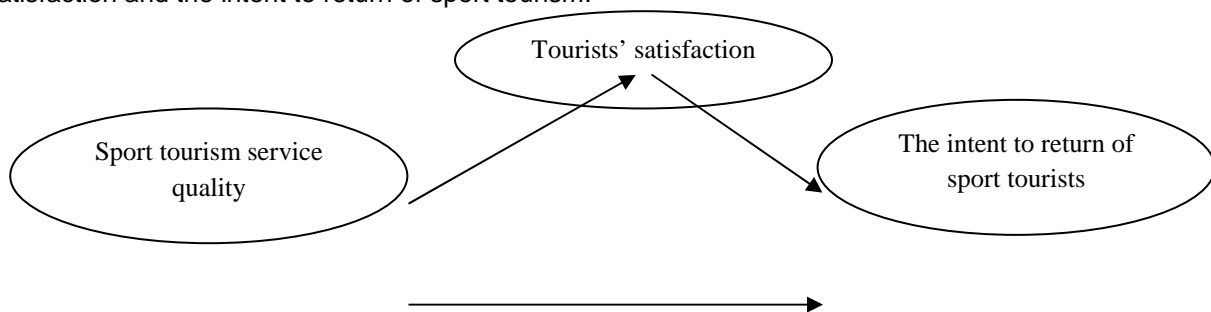 satisfaction and the intent to return of sport tourism.
Tourists’ satisfaction
Sport tourism service
quality
The intent to return of
sport tourists